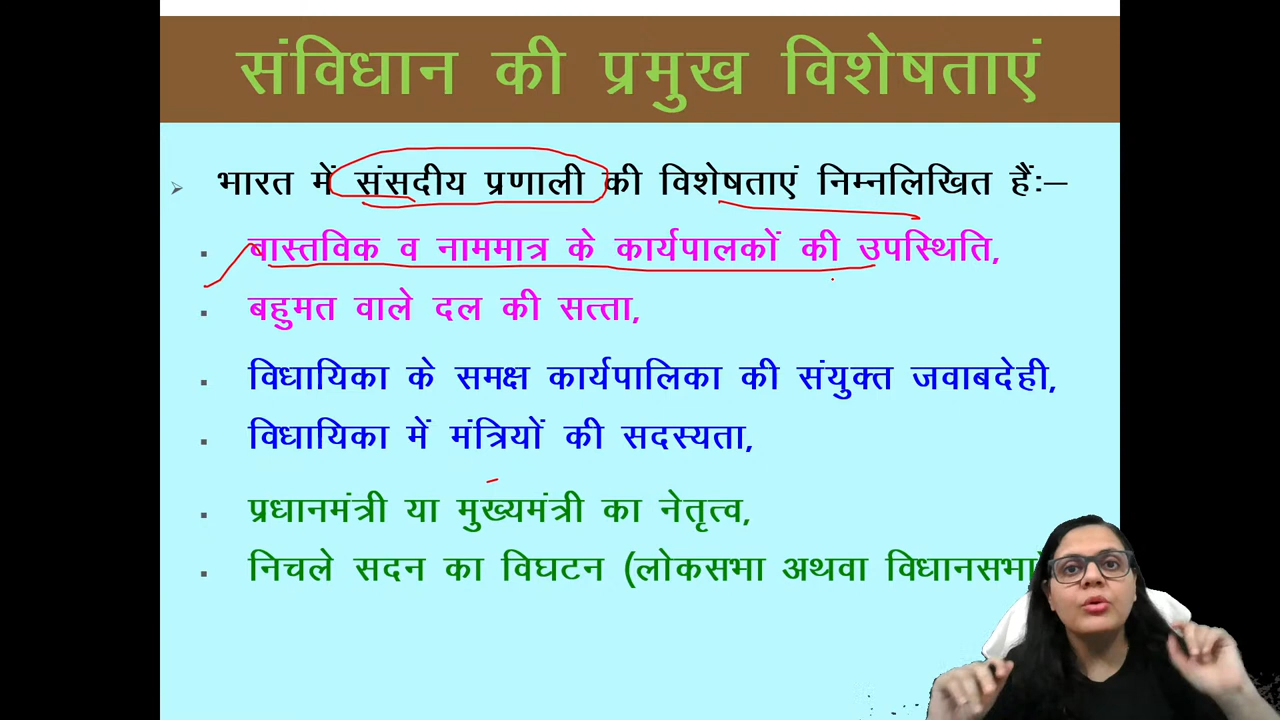 संविधान की प्रमुख विशेषताएं
भारत में संसदीय प्रणाली की विशेषताएं निम्नलिखित हैंः–
वास्तविक व नाममात्र के कार्यपालकों की उपस्थिति,
बहुमत वाले दल की सत्ता,
विधायिका के समक्ष कार्यपालिका की संयुक्त जवाबदेही,
विधायिका में मंत्रियों की सदस्यता,
प्रधानमंत्री या मुख्यमंत्री का नेतृत्व,
निचले सदन का विघटन (लोकसभा अथवा विधानसभा)